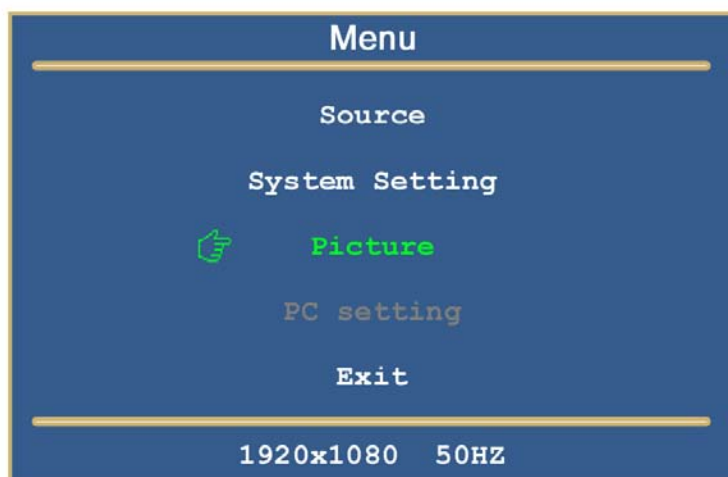 Menu
Source
System Setting
Picture
PC setting
Exit
1920x1080 50HZ